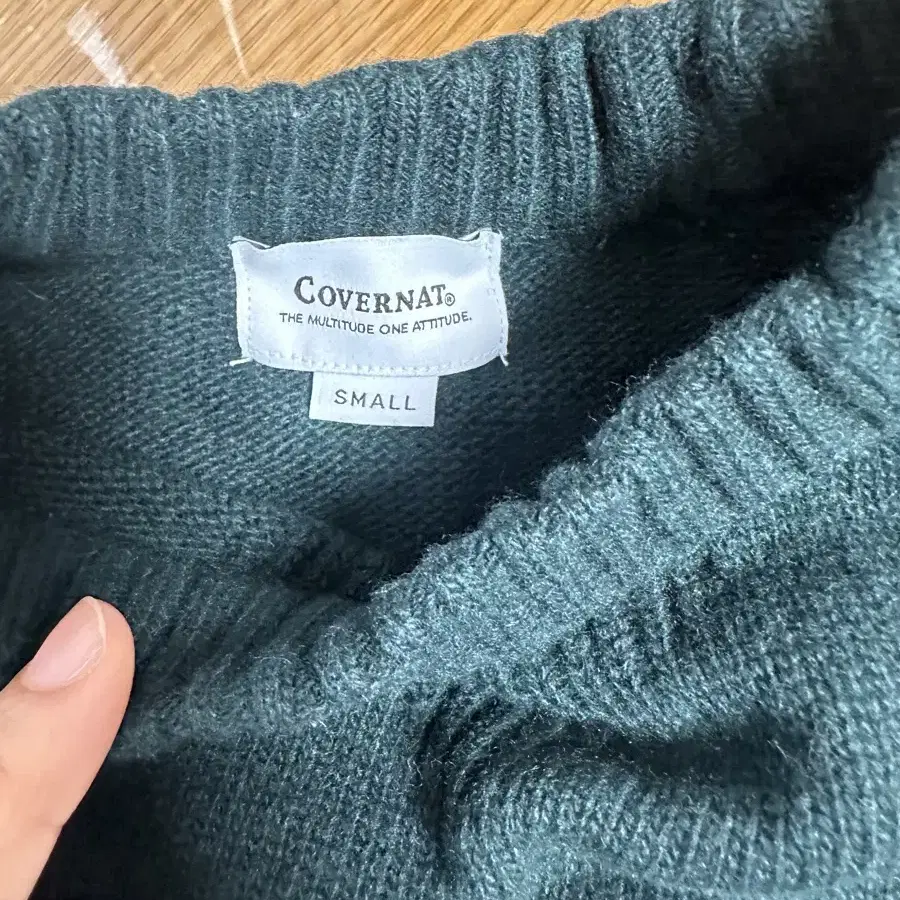 COVERNAT®
THE MULTITUDE ONE ATTITUDE.
SMALL